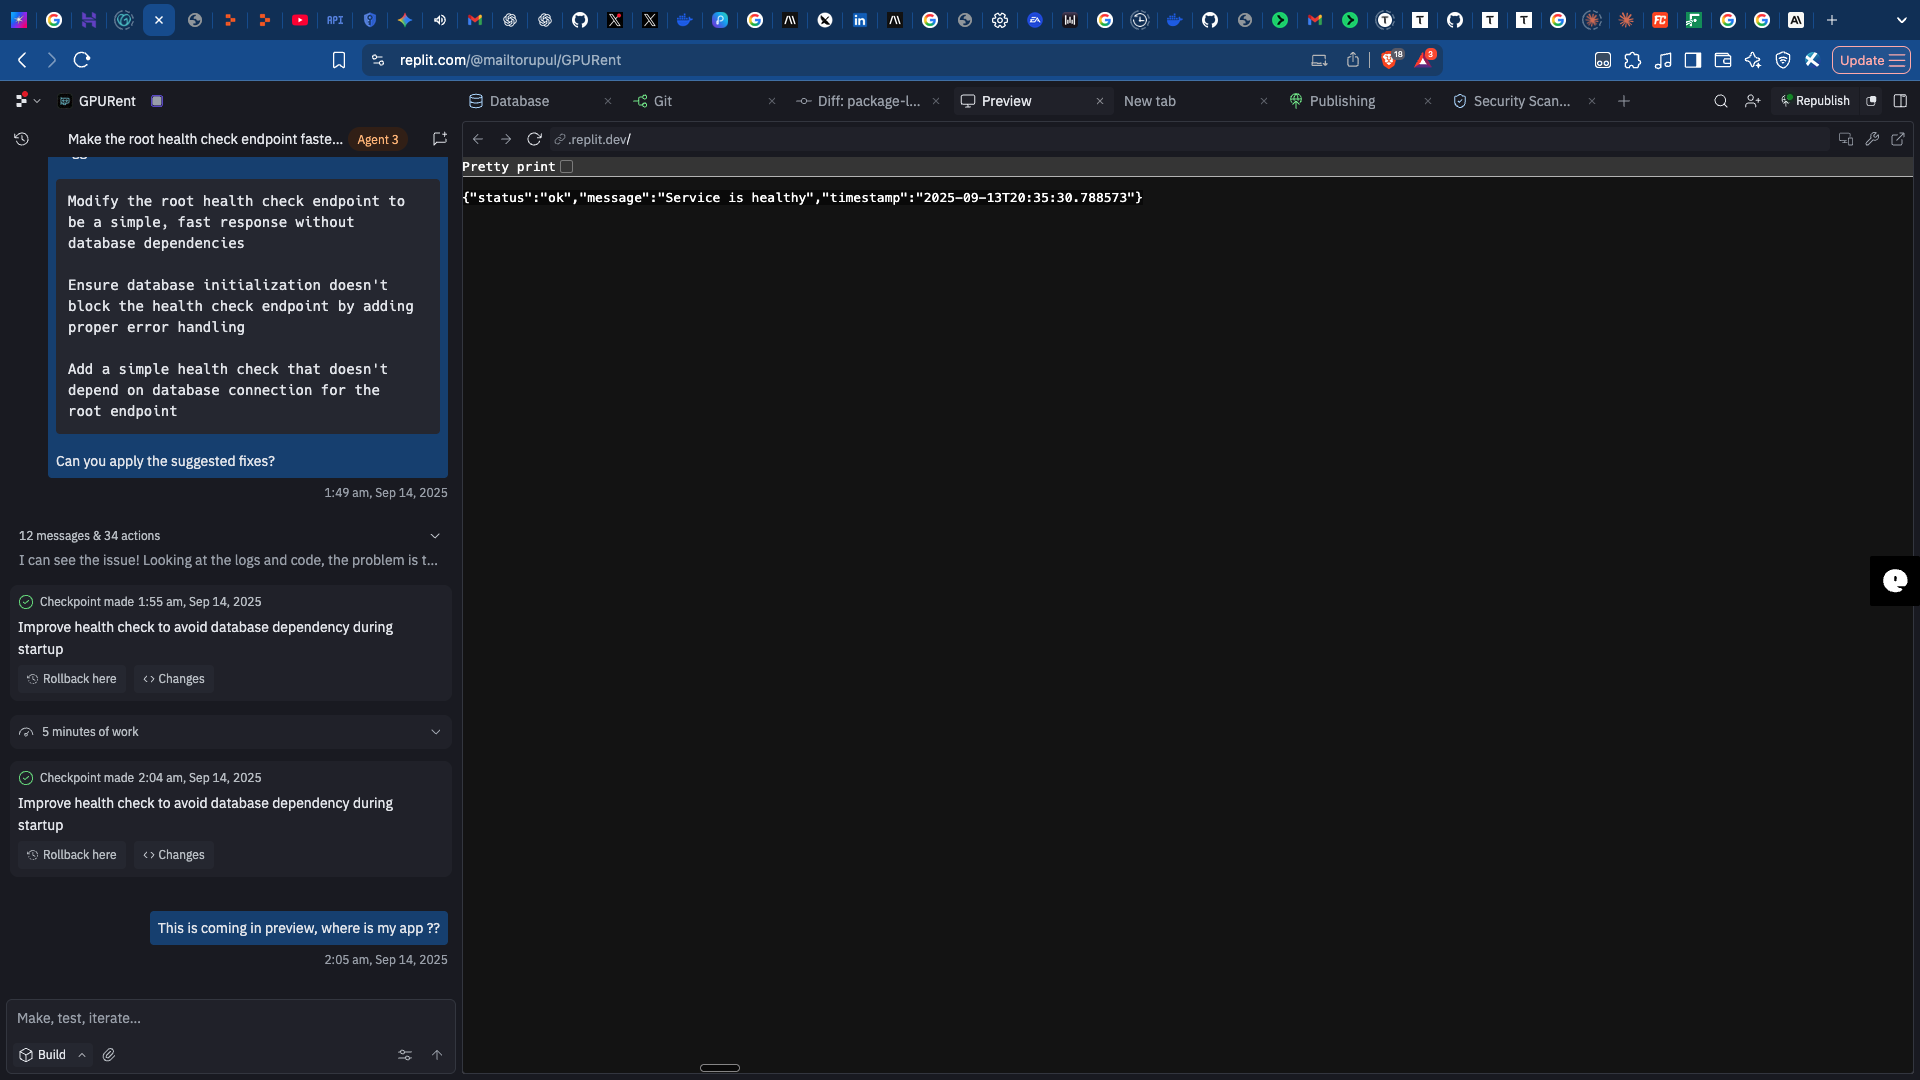 API
18
3
replit.com/@mailtorupul/GPURent
Update
GPURent
Database
Git
Diff: package-l...
Preview
New tab
Publishing
Security Scan...
Republish
Make the root health check endpoint faste...
Agent 3
.replit.dev/
Pretty print
{"status":"ok","message":"Service is healthy","timestamp":"2025-09-13T20:35:30.788573"}
Modify the root health check endpoint to
be a simple, fast response without
database dependencies
Ensure database initialization doesn't
block the health check endpoint by adding
proper error handling
Add a simple health check that doesn't
depend on database connection for the
root endpoint
Can you apply the suggested fixes?
1:49 am, Sep 14, 2025
12 messages & 34 actions
I can see the issue! Looking at the logs and code, the problem is t...
Checkpoint made 1:55 am, Sep 14, 2025
Improve health check to avoid database dependency during
startup
Rollback here
Changes
5 minutes of work
Checkpoint made 2:04 am, Sep 14, 2025
Improve health check to avoid database dependency during
startup
Rollback here
Changes
This is coming in preview, where is my app ??
2:05 am, Sep 14, 2025
Make, test, iterate...
Build